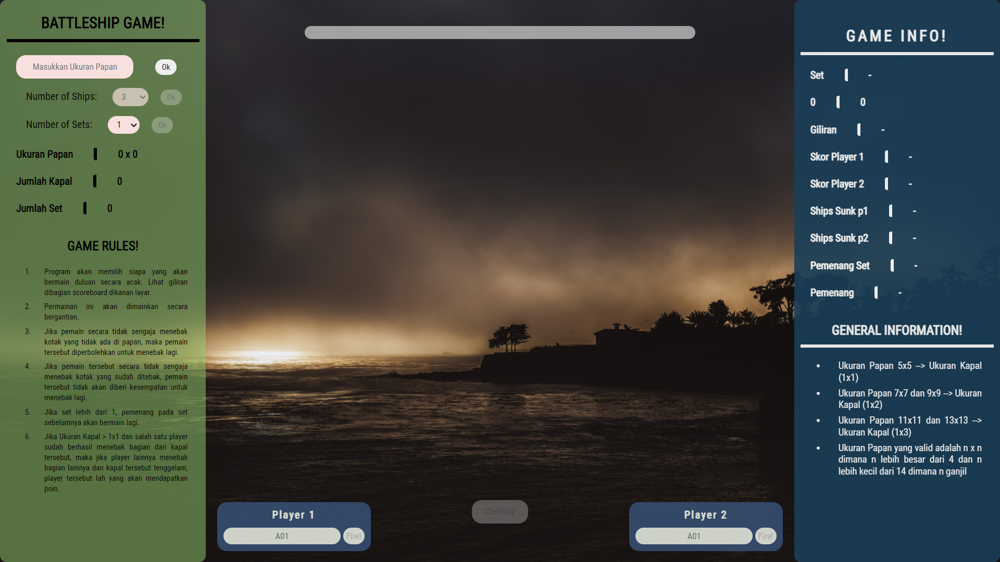 BATTLESHIP GAME!
Masukkan Ukuran Papan
Ok
Number of Ships:
3
Ok
Number of Sets:
1
Ok
Ukuran Papan
0 x 0
Jumlah Kapal
0
Jumlah Set
0
GAME RULES!
1. Program akan memilih siapa yang akan
bermain duluan secara acak. Lihat giliran
dibagian scoreboard dikanan layar.
2. Permainan ini akan dimainkan secara
bergantian.
3. Jika pemain secara tidak sengaja menebak
kotak yang tidak ada di papan, maka pemain
tersebut diperbolehkan untuk menebak lagi.
4. Jika pemain tersebut secara tidak sengaja
menebak kotak yang sudah ditebak, pemain
tersebut tidak akan diberi kesempatan untuk
menebak lagi.
5. Jika set lebih dari 1, pemenang pada set
sebelumnya akan bermain lagi.
6. Jika Ukuran Kapal > 1x1 dan salah satu player
sudah berhasil menebak bagian dari kapal
tersebut, maka jika player lainnya menebak
bagian lainnya dan kapal tersebut tenggelam,
player tersebut lah yang akan mendapatkan
poin.
Player 1
A01
Fire!
Continue
Player 2
A01
Fire!
GAME INFO!
Set
-
0
0
Giliran
-
Skor Player 1
-
Skor Player 2
-
Ships Sunk p1
-
Ships Sunk p2
-
Pemenang Set
-
Pemenang
-
GENERAL INFORMATION!
• Ukuran Papan 5x5 --> Ukuran Kapal
(1x1)
• Ukuran Papan 7x7 dan 9x9 --> Ukuran
Kapal (1x2)
• Ukuran Papan 11x11 dan 13x13 -->
Ukuran Kapal (1x3)
• Ukuran Papan yang valid adalah n x n
dimana n lebih besar dari 4 dan n
lebih kecil dari 14 dimana n ganjil